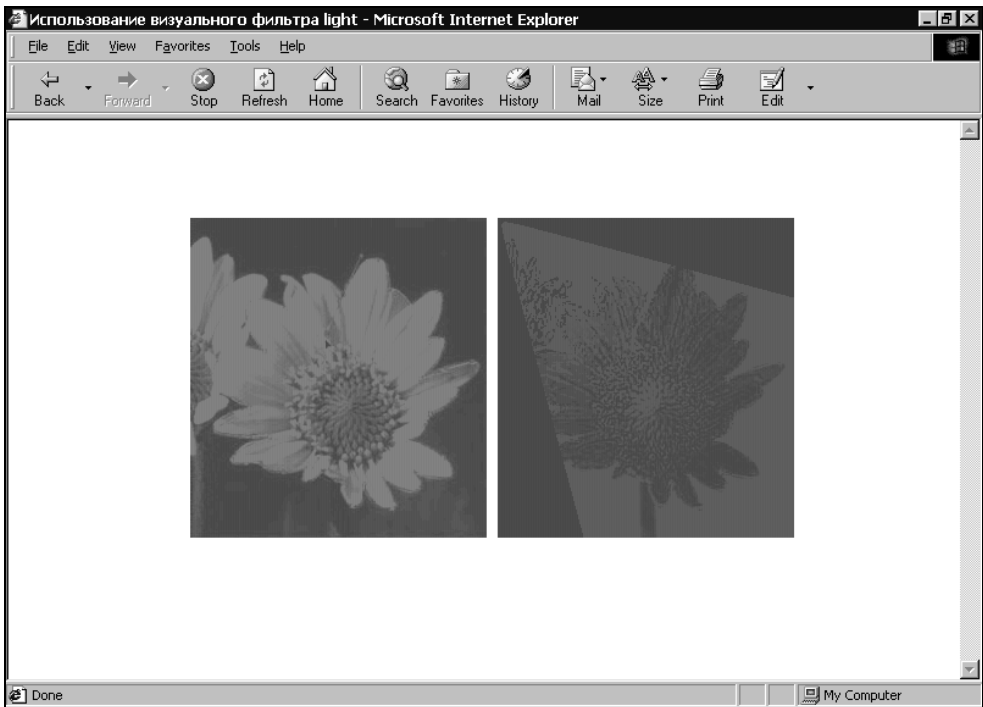 Использование визуального фильтра light - Microsoft Internet Explorer
File Edit View Favorites Tools Help
Back Forward Stop Refresh Home Search Favorites History Mail Size Print Edit
Done My Computer